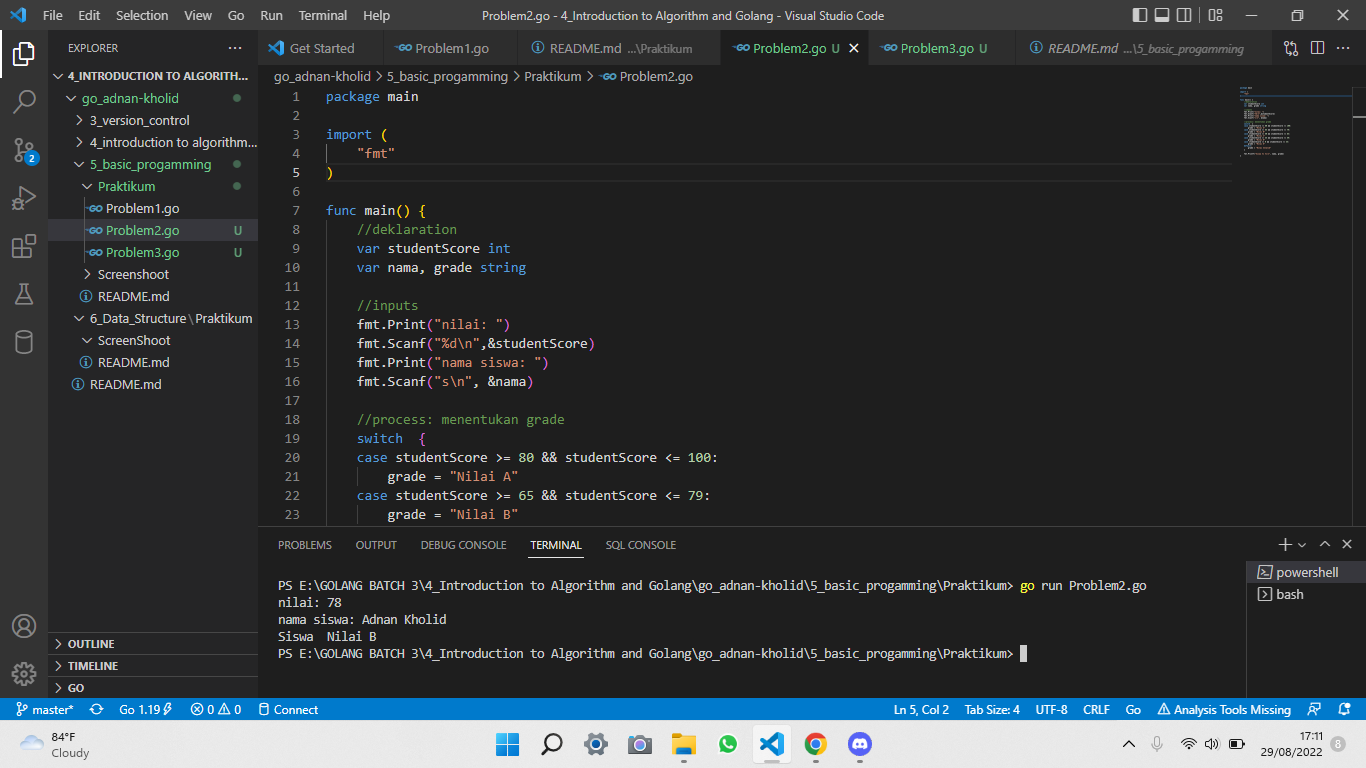 File Edit Selection View Go Run Terminal Help Problem2.go - 4_Introduction to Algorithm and Golang - Visual Studio Code
EXPLORER
4_INTRODUCTION TO ALGORITHM...
go_adnan-kholid
3_version_control
4_introduction to algorithm...
5_basic_progamming
Praktikum
Problem1.go
Problem2.go U
Problem3.go U
Screenshoot
README.md
6_Data_Structure\Praktikum
ScreenShoot
README.md
README.md
OUTLINE
TIMELINE
GO
2
Get Started
Problem1.go
README.md ...\Praktikum
Problem2.go U
Problem3.go U
README.md ...\5_basic_progamming
go_adnan-kholid > 5_basic_progamming > Praktikum > Problem2.go
1 package main
2
3 import (
4 "fmt"
5 )
6
7 func main() {
8 //deklaration
9 var studentScore int
10 var nama, grade string
11
12 //inputs
13 fmt.Print("nilai: ")
14 fmt.Scanf("%d\n",&studentScore)
15 fmt.Print("nama siswa: ")
16 fmt.Scanf("s\n", &nama)
17
18 //process: menentukan grade
19 switch {
20 case studentScore >= 80 && studentScore <= 100:
21 grade = "Nilai A"
22 case studentScore >= 65 && studentScore <= 79:
23 grade = "Nilai B"
PROBLEMS OUTPUT DEBUG CONSOLE TERMINAL SQL CONSOLE
PS E:\GOLANG BATCH 3\4_Introduction to Algorithm and Golang\go_adnan-kholid\5_basic_progamming\Praktikum> go run Problem2.go
nilai: 78
nama siswa: Adnan Kholid
Siswa  Nilai B
PS E:\GOLANG BATCH 3\4_Introduction to Algorithm and Golang\go_adnan-kholid\5_basic_progamming\Praktikum>
powershell
bash
master* Go 1.19 0 0 Connect Ln 5, Col 2 Tab Size: 4 UTF-8 CRLF Go Analysis Tools Missing
84°F
Cloudy
17:11
29/08/2022
8